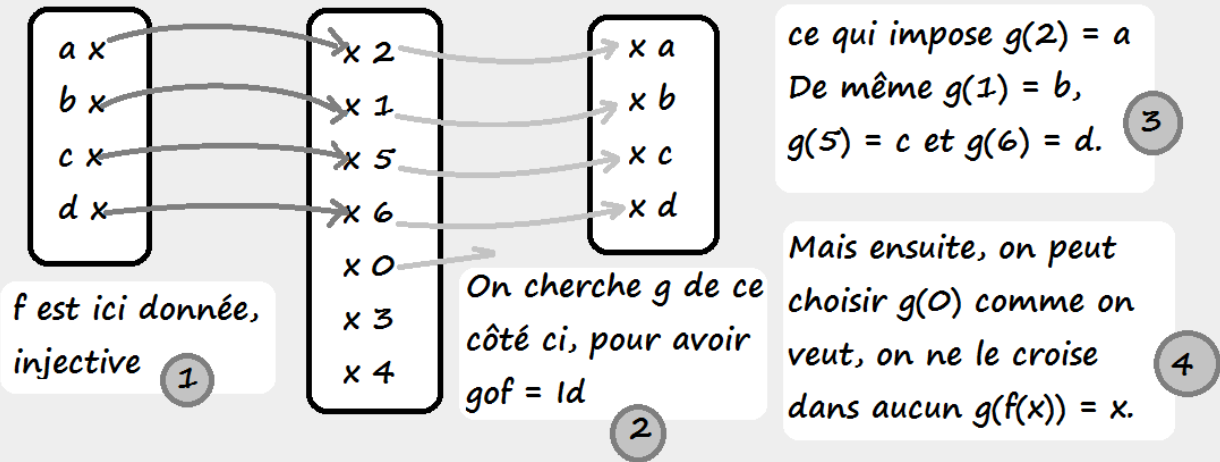 a x
b x
c x
d x
x 2
x 1
x 5
x 6
x 0
x 3
x 4
x a
x b
x c
x d
f est ici donnée,
injective
1
On cherche g de ce
côté ci, pour avoir
gof = Id
2
ce qui impose g(2) = a
De même g(1) = b,
g(5) = c et g(6) = d.
3
Mais ensuite, on peut
choisir g(0) comme on
veut, on ne le croise
dans aucun g(f(x)) = x.
4